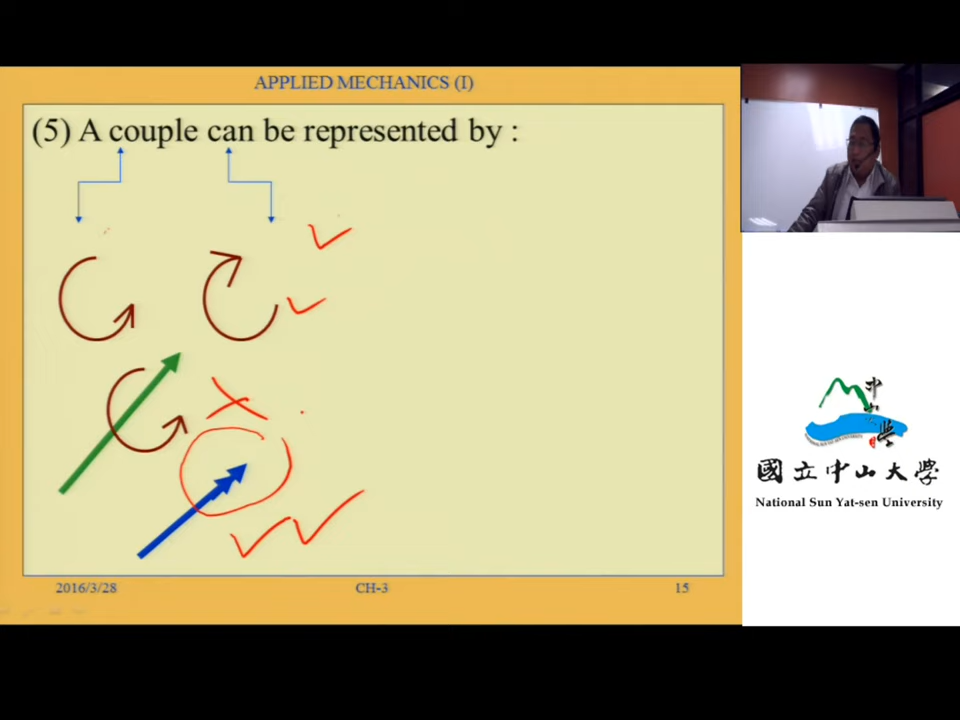 APPLIED MECHANICS (I)
(5) A couple can be represented by :
2016/3/28
CH-3
15
國立中山大學
National Sun Yat-sen University